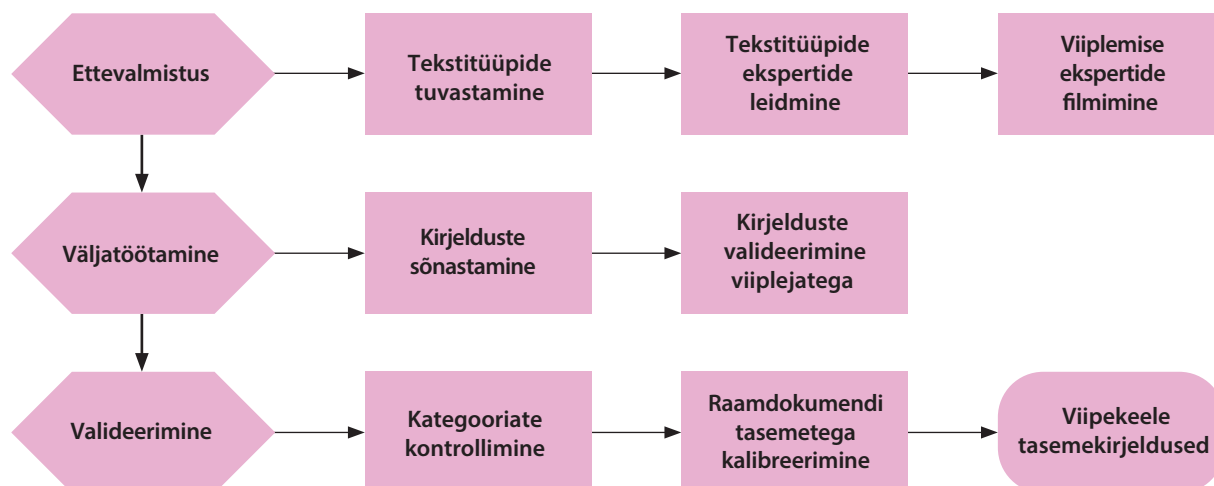 Ettevalmistus
Tekstitüüpide
tuvastamine
Tekstitüüpide
ekspertide
leidmine
Viiplemise
ekspertide
filmimine
Väljatöötamine
Kirjelduste
sõnastamine
Kirjelduste
valideerimine
viiplejatega
Valideerimine
Kategooriate
kontrollimine
Raamdokumendi
tasemetega
kalibreerimine
Viipekeele
tasemekirjeldused